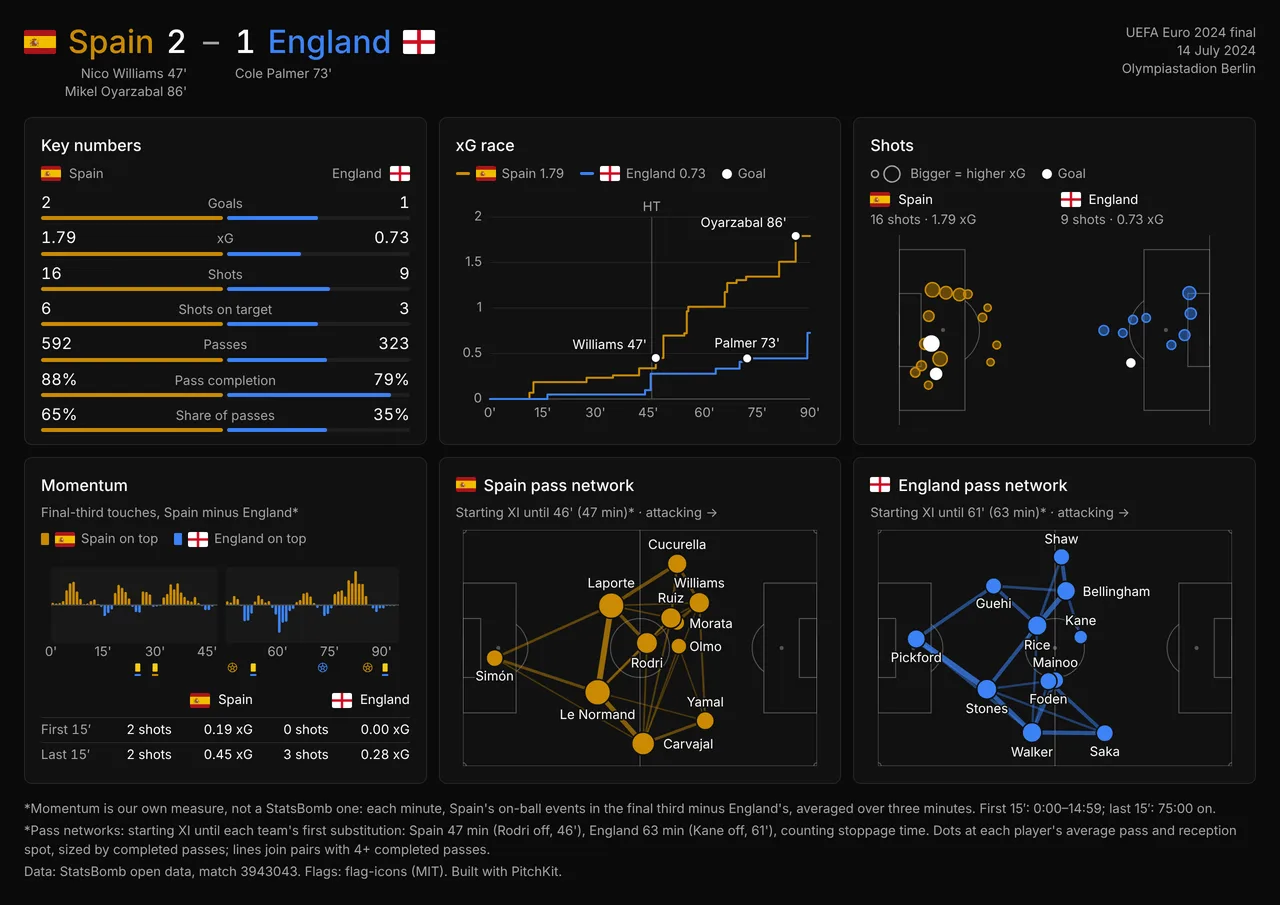 Spain 2 – 1 England
Nico Williams 47'
Mikel Oyarzabal 86'
Cole Palmer 73'
UEFA Euro 2024 final
14 July 2024
Olympiastadion Berlin
Key numbers
Spain England
2 Goals 1
1.79 xG 0.73
16 Shots 9
6 Shots on target 3
592 Passes 323
88% Pass completion 79%
65% Share of passes 35%
xG race
Spain 1.79 England 0.73 Goal
HT
2
1.5
1
0.5
0
Oyarzabal 86'
Williams 47'
Palmer 73'
0' 15' 30' 45' 60' 75' 90'
Shots
Bigger = higher xG Goal
Spain England
16 shots · 1.79 xG 9 shots · 0.73 xG
Momentum
Final-third touches, Spain minus England*
Spain on top England on top
0' 15' 30' 45' 60' 75' 90'
Spain England
First 15' 2 shots 0.19 xG 0 shots 0.00 xG
Last 15' 2 shots 0.45 xG 3 shots 0.28 xG
Spain pass network
Starting XI until 46' (47 min)* · attacking →
Cucurella
Laporte
Williams
Ruiz
Morata
Olmo
Rodri
Simón
Le Normand
Yamal
Carvajal
England pass network
Starting XI until 61' (63 min)* · attacking →
Shaw
Bellingham
Guehi
Kane
Rice
Pickford
Mainoo
Foden
Stones
Walker
Saka
*Momentum is our own measure, not a StatsBomb one: each minute, Spain's on-ball events in the final third minus England's, averaged over three minutes. First 15': 0:00–14:59; last 15': 75:00 on.
*Pass networks: starting XI until each team's first substitution: Spain 47 min (Rodri off, 46'), England 63 min (Kane off, 61'), counting stoppage time. Dots at each player's average pass and reception
spot, sized by completed passes; lines join pairs with 4+ completed passes.
Data: StatsBomb open data, match 3943043. Flags: flag-icons (MIT). Built with PitchKit.